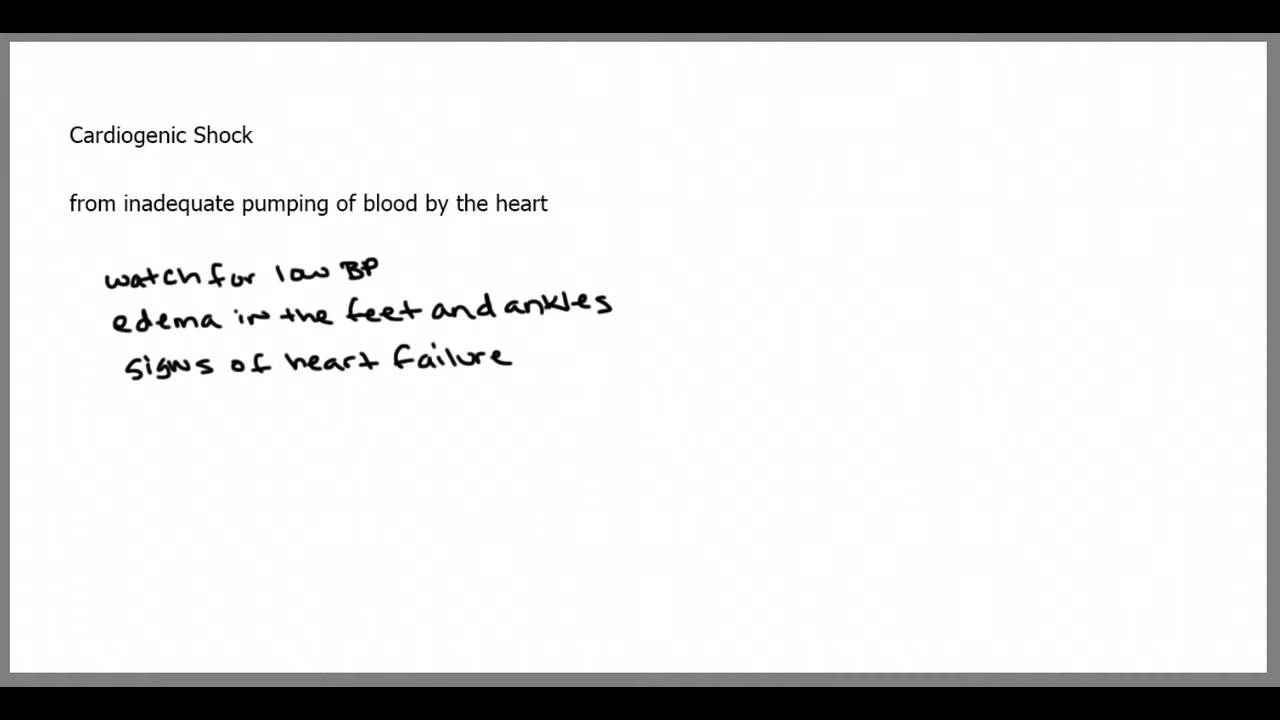 Cardiogenic Shock
from inadequate pumping of blood by the heart
watch for low BP
edema in the feet and ankles
signs of heart failure